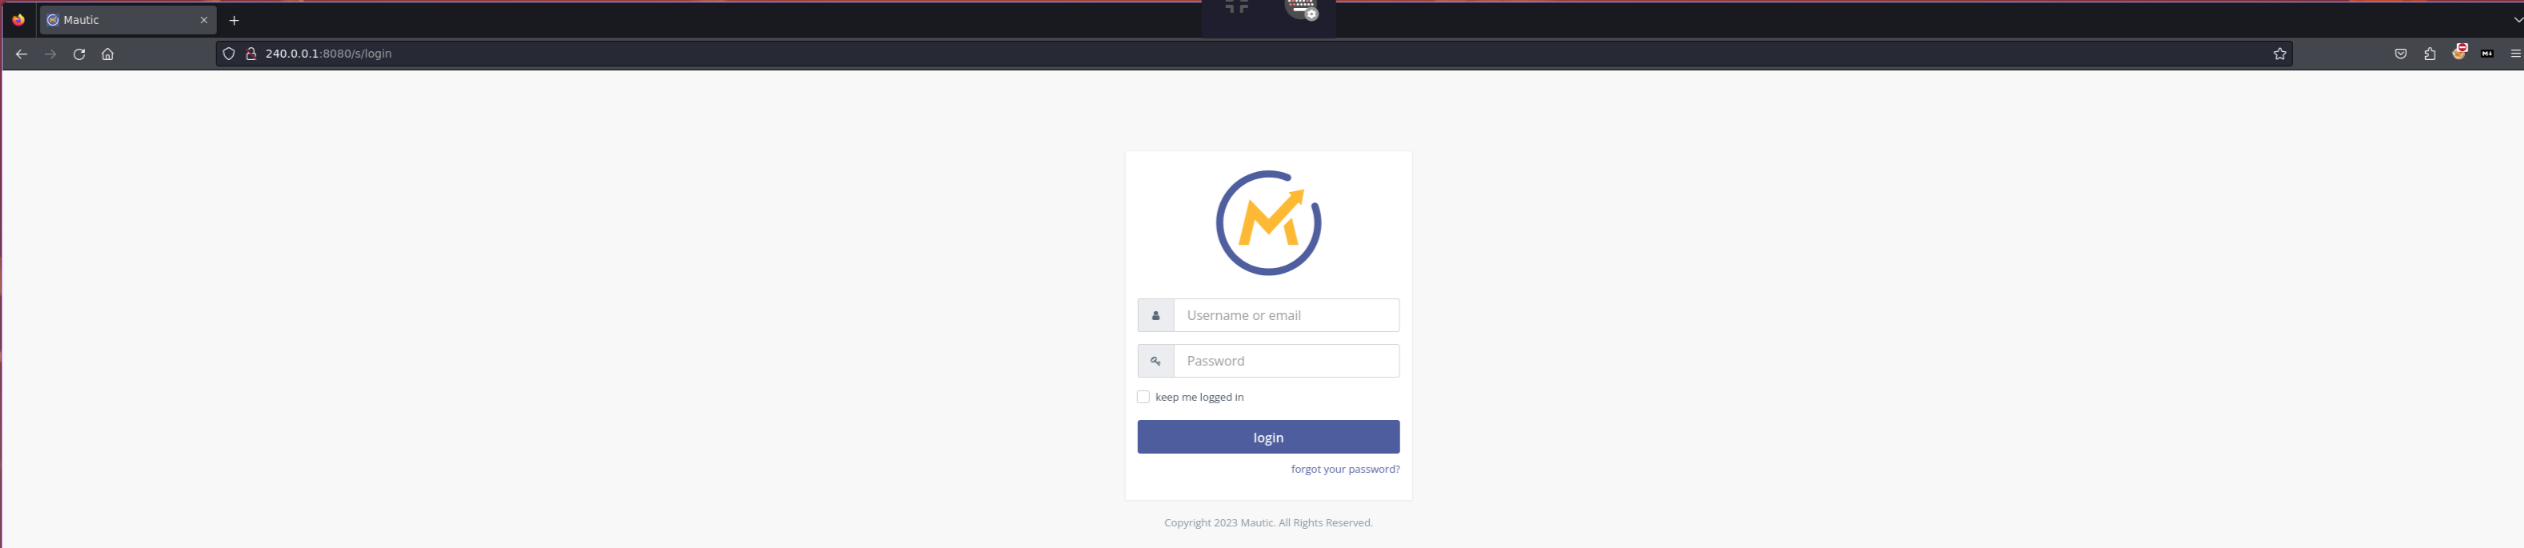 Mautic
240.0.0.1:8080/s/login
Username or email
Password
keep me logged in
login
forgot your password?
Copyright 2023 Mautic. All Rights Reserved.